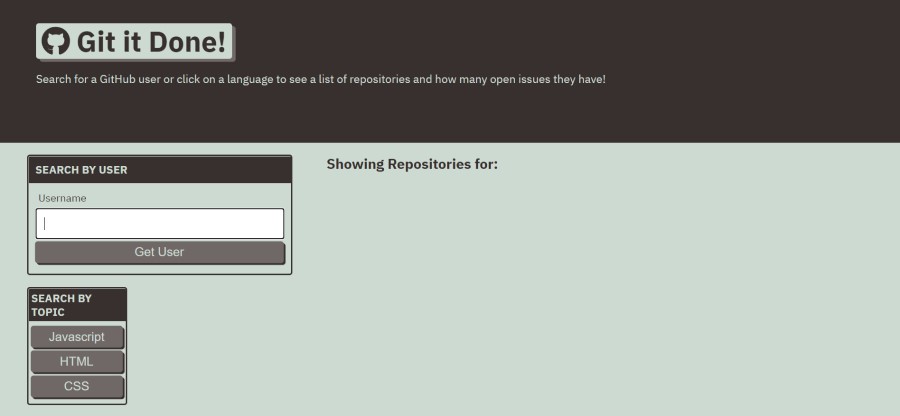 Git it Done!
Search for a GitHub user or click on a language to see a list of repositories and how many open issues they have!
SEARCH BY USER
Username
Get User
Showing Repositories for:
SEARCH BY
TOPIC
Javascript
HTML
CSS